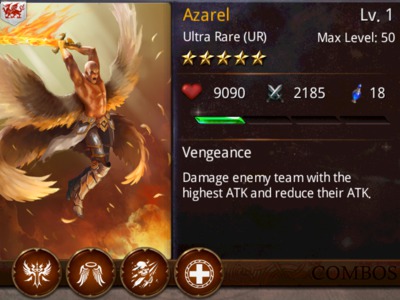 Azarel Lv. 1
Ultra Rare (UR) Max Level: 50
9090 2185 18
Vengeance
Damage enemy team with the
highest ATK and reduce their ATK.
COMBOS